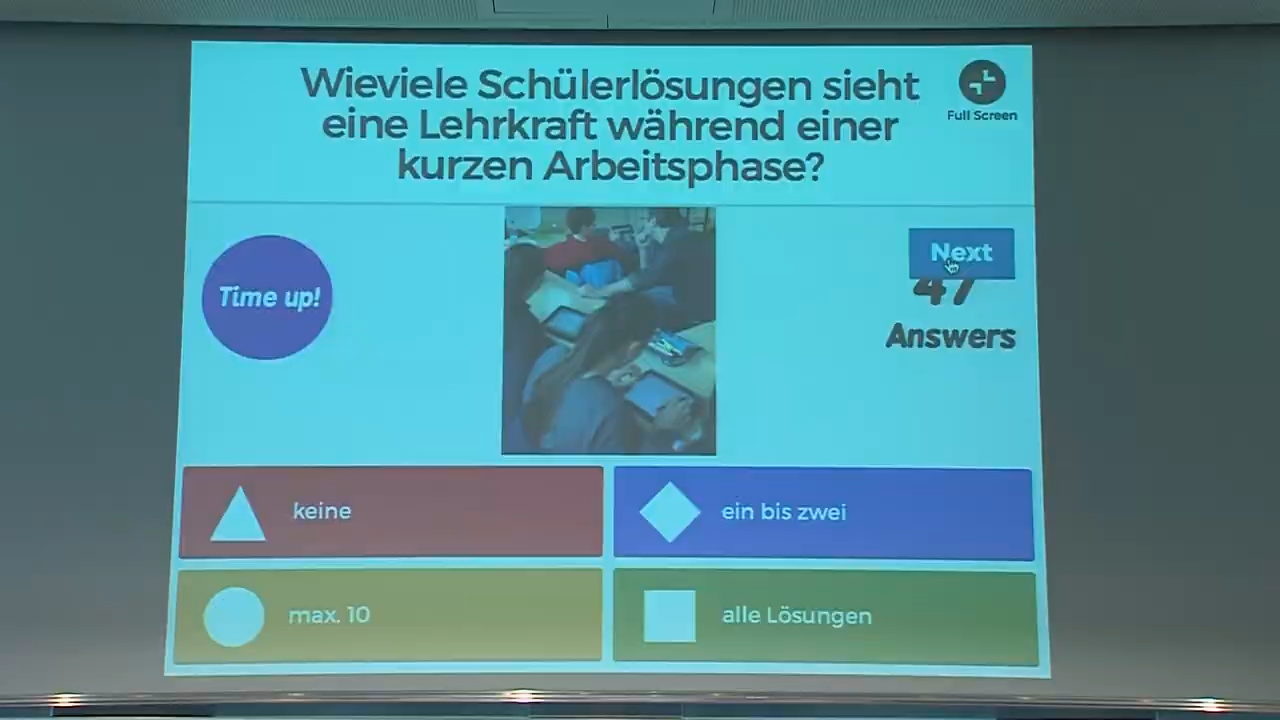 Wieviele Schülerlösungen sieht
eine Lehrkraft während einer
kurzen Arbeitsphase?
Full Screen
Time up!
Next
47
Answers
keine
ein bis zwei
max. 10
alle Lösungen